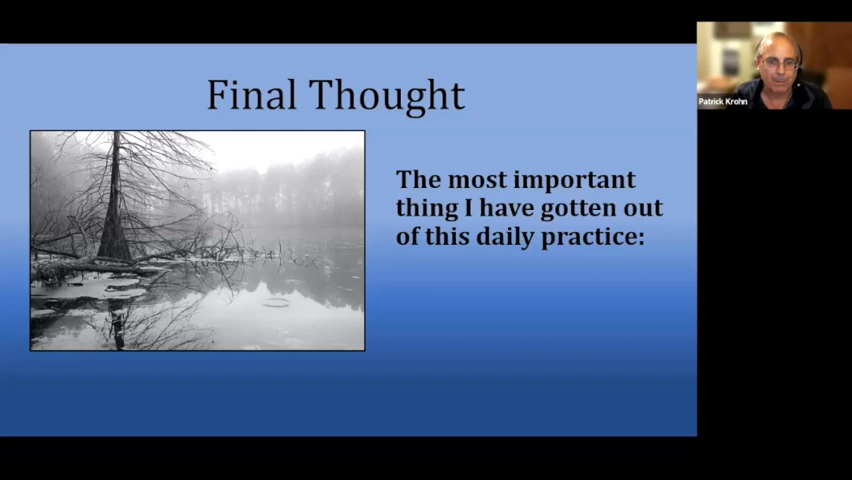 Final Thought
The most important
thing I have gotten out
of this daily practice:
Patrick Krohn